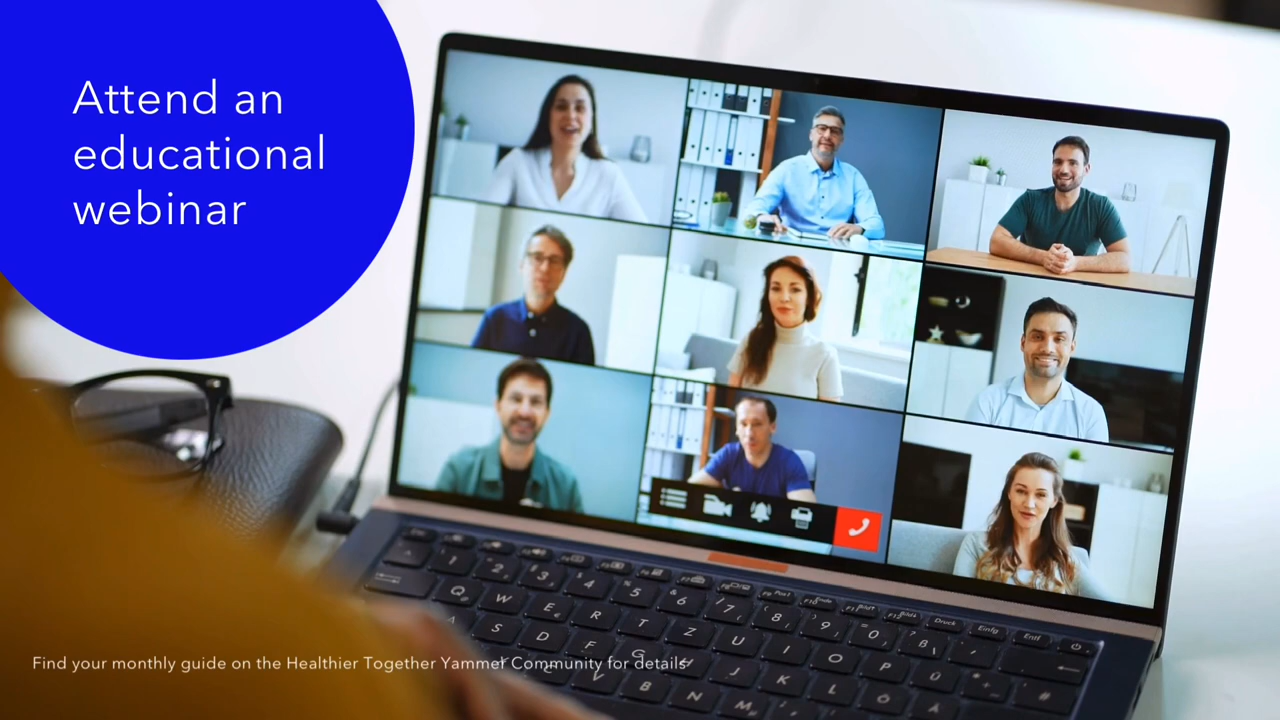 Attend an
educational
webinar
Find your monthly guide on the Healthier Together Yammer Community for details